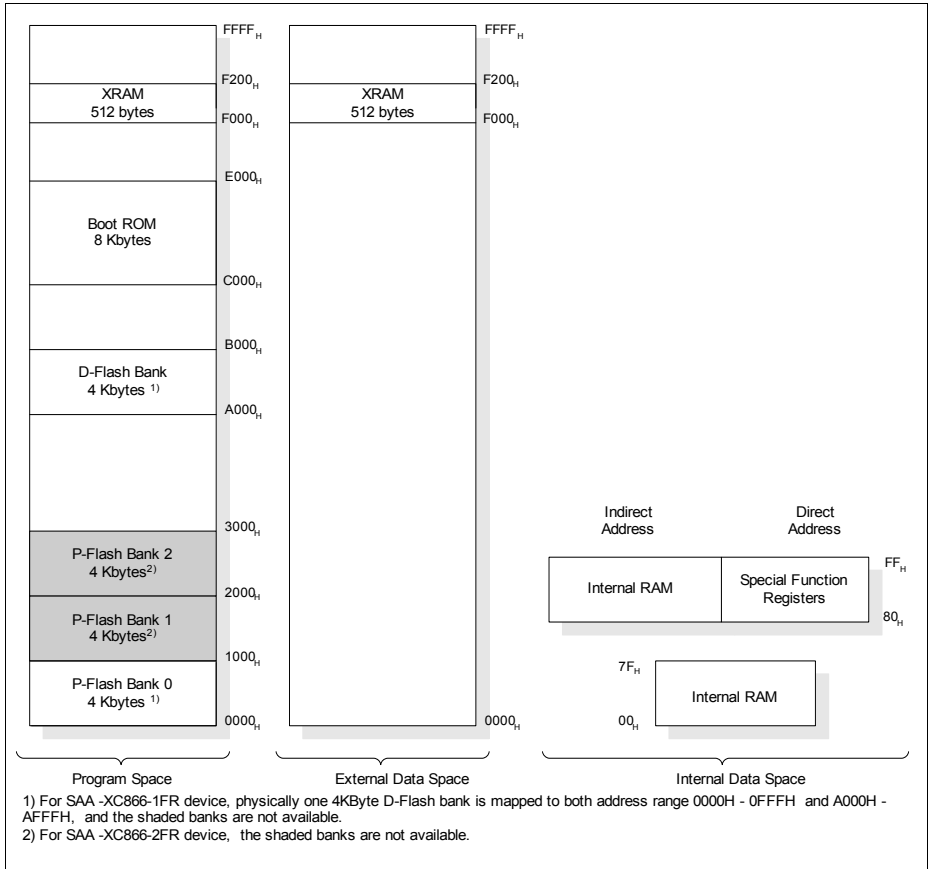 FFFFH
F200H
XRAM
512 bytes
F000H
E000H
Boot ROM
8 Kbytes
C000H
B000H
D-Flash Bank
4 Kbytes 1)
A000H
3000H
P-Flash Bank 2
4 Kbytes2)
2000H
P-Flash Bank 1
4 Kbytes2)
1000H
P-Flash Bank 0
4 Kbytes 1)
0000H
Program Space
FFFFH
F200H
XRAM
512 bytes
F000H
0000H
External Data Space
Indirect
Address
Direct
Address
Internal RAM
Special Function
Registers
FFH
80H
7FH
Internal RAM
00H
Internal Data Space
1) For SAA -XC866-1FR device, physically one 4KByte D-Flash bank is mapped to both address range 0000H - 0FFFH and A000H -
AFFFH, and the shaded banks are not available.
2) For SAA -XC866-2FR device, the shaded banks are not available.